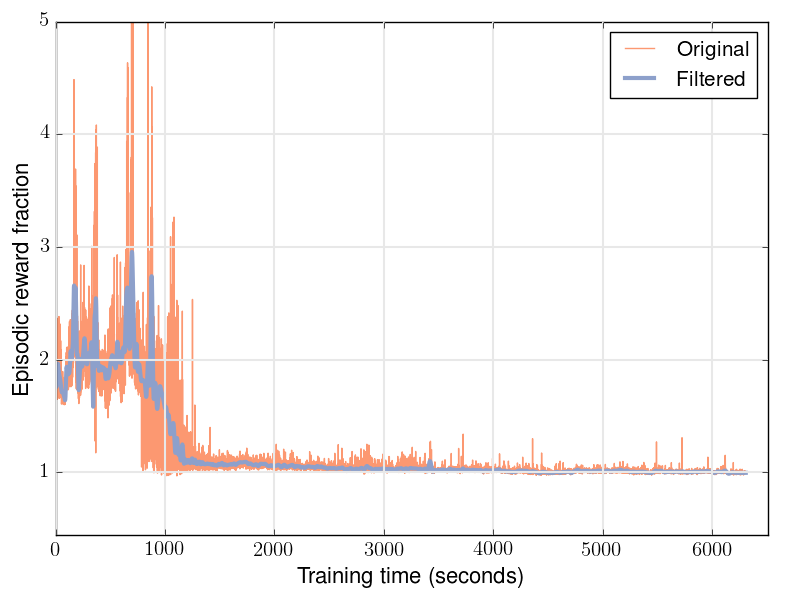 5
Original
Filtered
4
3
2
1
Episodic reward fraction
0 1000 2000 3000 4000 5000 6000
Training time (seconds)